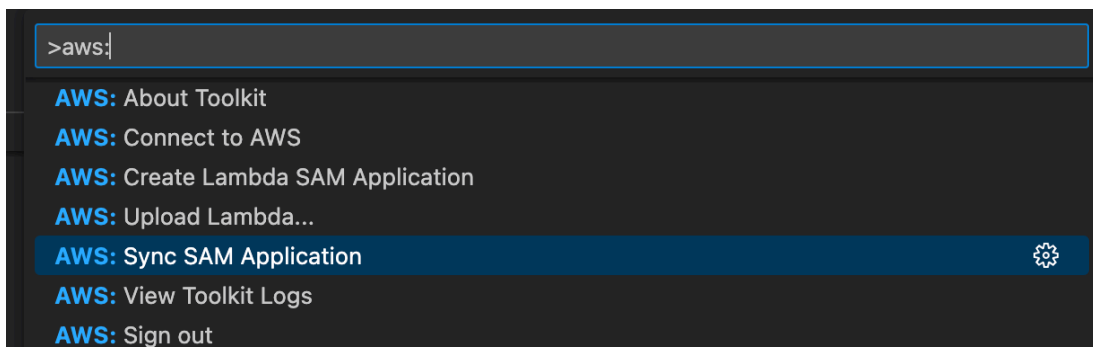 >aws:
AWS: About Toolkit
AWS: Connect to AWS
AWS: Create Lambda SAM Application
AWS: Upload Lambda...
AWS: Sync SAM Application
AWS: View Toolkit Logs
AWS: Sign out